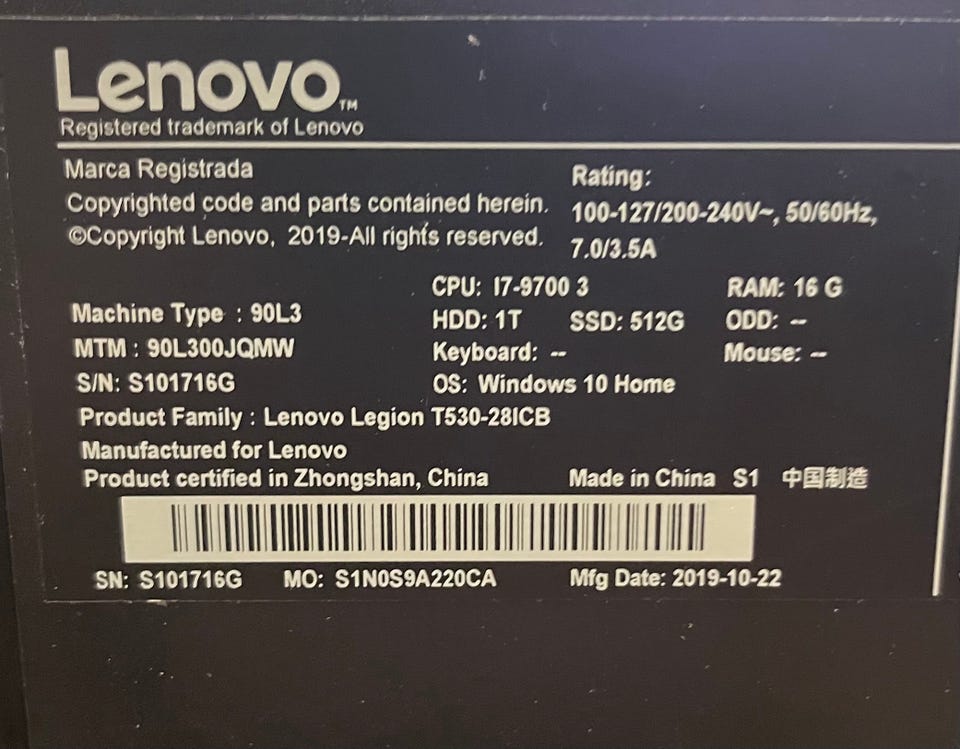 Lenovo™
Registered trademark of Lenovo
Marca Registrada
Copyrighted code and parts contained herein.
©Copyright Lenovo, 2019-All rights reserved.
Rating:
100-127/200-240V~, 50/60Hz,
7.0/3.5A
CPU: I7-9700 3 RAM: 16 G
Machine Type : 90L3 HDD: 1T SSD: 512G ODD: --
MTM : 90L300JQMW Keyboard: -- Mouse: --
S/N: S101716G OS: Windows 10 Home
Product Family : Lenovo Legion T530-28ICB
Manufactured for Lenovo
Product certified in Zhongshan, China Made in China S1 中国制造
SN: S101716G MO: S1N0S9A220CA Mfg Date: 2019-10-22